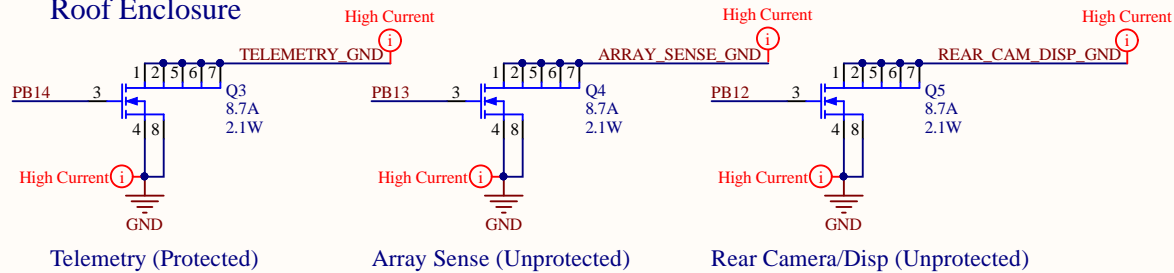 Roof Enclosure
High Current
i
TELEMETRY_GND
1 2 5 6 7
PB14
3
Q3
8.7A
2.1W
4 8
High Current
i
GND
Telemetry (Protected)
High Current
i
ARRAY_SENSE_GND
1 2 5 6 7
PB13
3
Q4
8.7A
2.1W
4 8
High Current
i
GND
Array Sense (Unprotected)
High Current
i
REAR_CAM_DISP_GND
1 2 5 6 7
PB12
3
Q5
8.7A
2.1W
4 8
High Current
i
GND
Rear Camera/Disp (Unprotected)